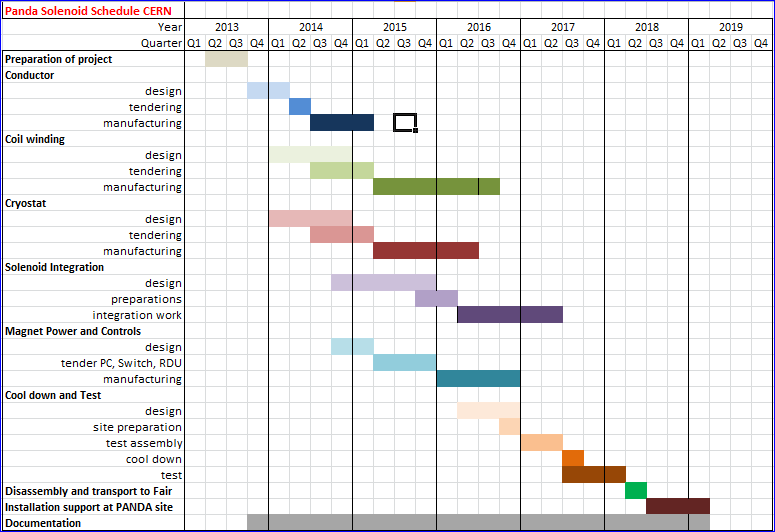 Panda Solenoid Schedule CERN
Year 2013 2014 2015 2016 2017 2018 2019
Quarter Q1 Q2 Q3 Q4 Q1 Q2 Q3 Q4 Q1 Q2 Q3 Q4 Q1 Q2 Q3 Q4 Q1 Q2 Q3 Q4 Q1 Q2 Q3 Q4 Q1 Q2 Q3 Q4
Preparation of project
Conductor
design
tendering
manufacturing
Coil winding
design
tendering
manufacturing
Cryostat
design
tendering
manufacturing
Solenoid Integration
design
preparations
integration work
Magnet Power and Controls
design
tender PC, Switch, RDU
manufacturing
Cool down and Test
design
site preparation
test assembly
cool down
test
Disassembly and transport to Fair
Installation support at PANDA site
Documentation